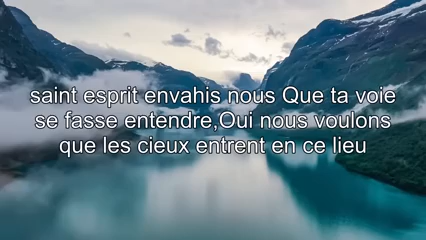 saint esprit envahis nous Que ta voie
se fasse entendre,Oui nous voulons
que les cieux entrent en ce lieu